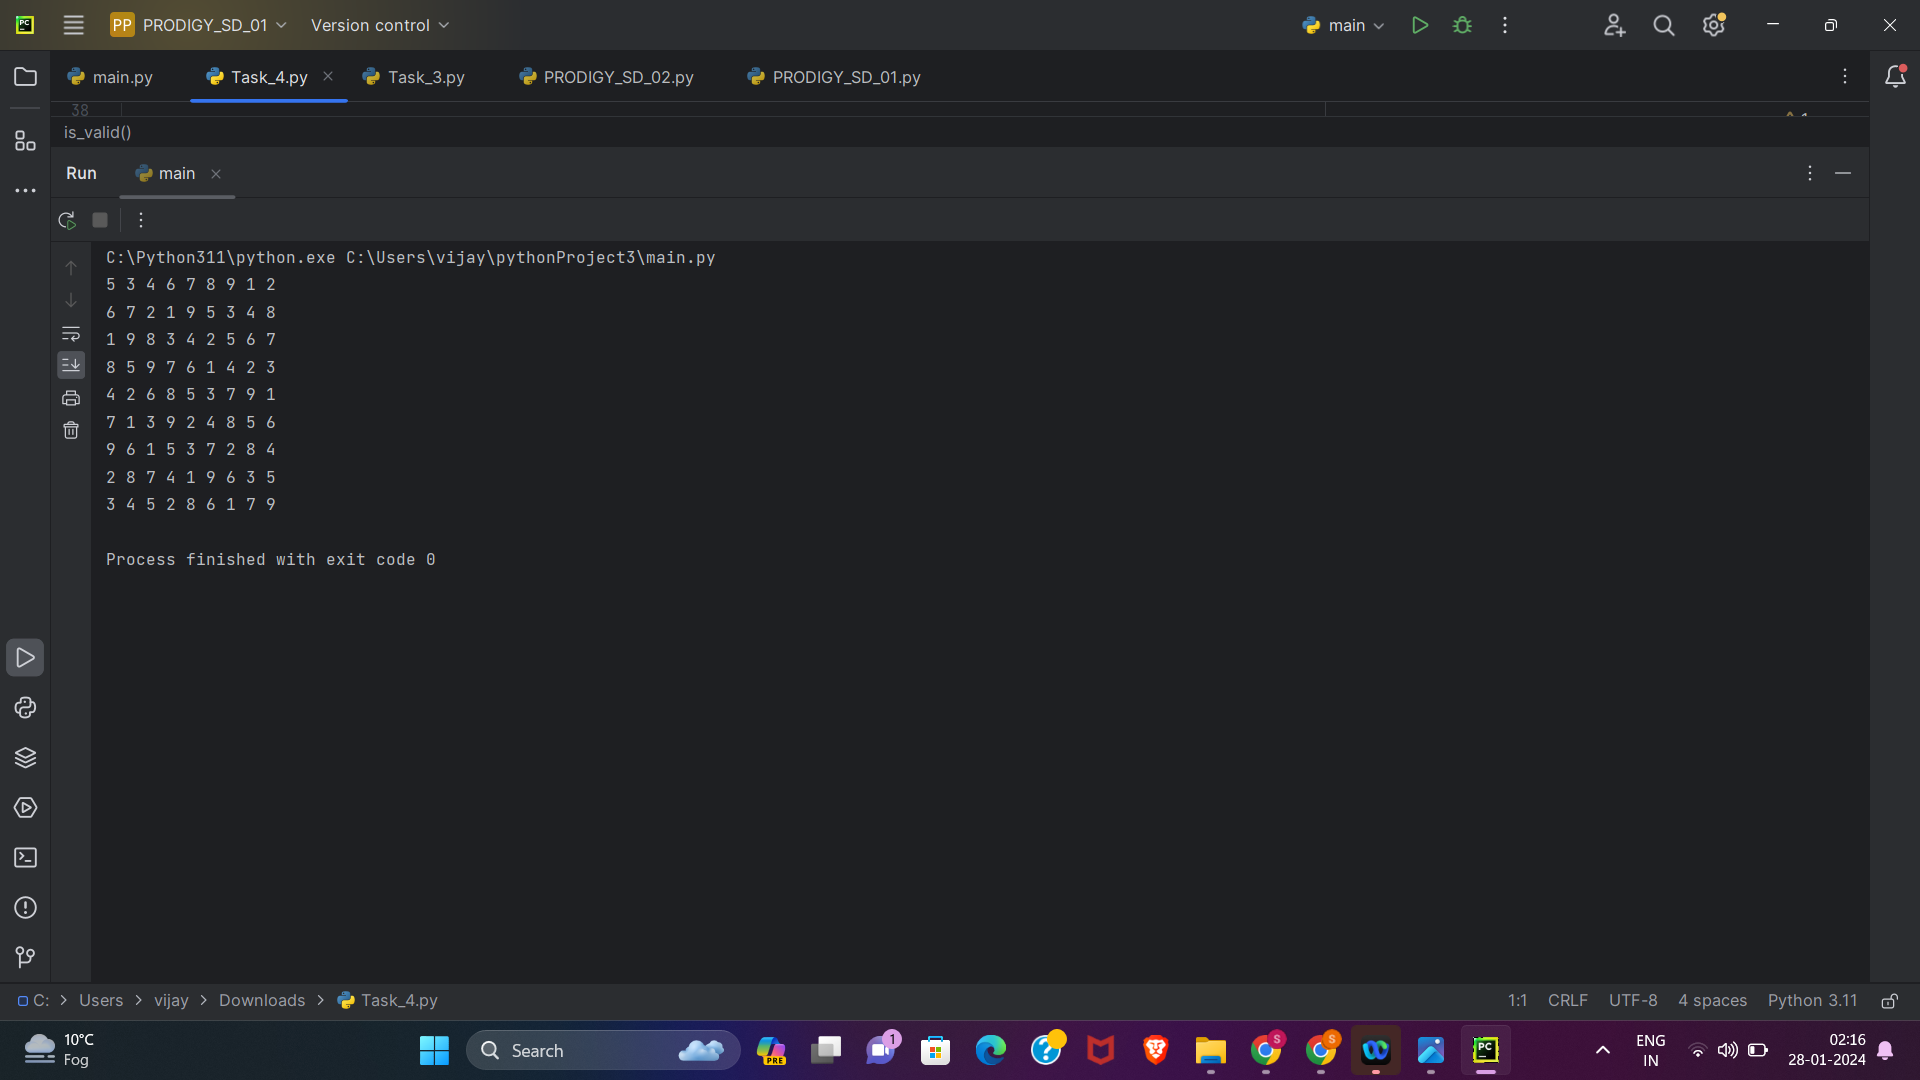 PP PRODIGY_SD_01 Version control main
main.py Task_4.py Task_3.py PRODIGY_SD_02.py PRODIGY_SD_01.py
38
is_valid()
Run main
C:\Python311\python.exe C:\Users\vijay\pythonProject3\main.py
5 3 4 6 7 8 9 1 2
6 7 2 1 9 5 3 4 8
1 9 8 3 4 2 5 6 7
8 5 9 7 6 1 4 2 3
4 2 6 8 5 3 7 9 1
7 1 3 9 2 4 8 5 6
9 6 1 5 3 7 2 8 4
2 8 7 4 1 9 6 3 5
3 4 5 2 8 6 1 7 9
Process finished with exit code 0
C: > Users > vijay > Downloads > Task_4.py 1:1 CRLF UTF-8 4 spaces Python 3.11
10°C
Fog
Search
PRE
1
S
S
PC
ENG
IN
02:16
28-01-2024